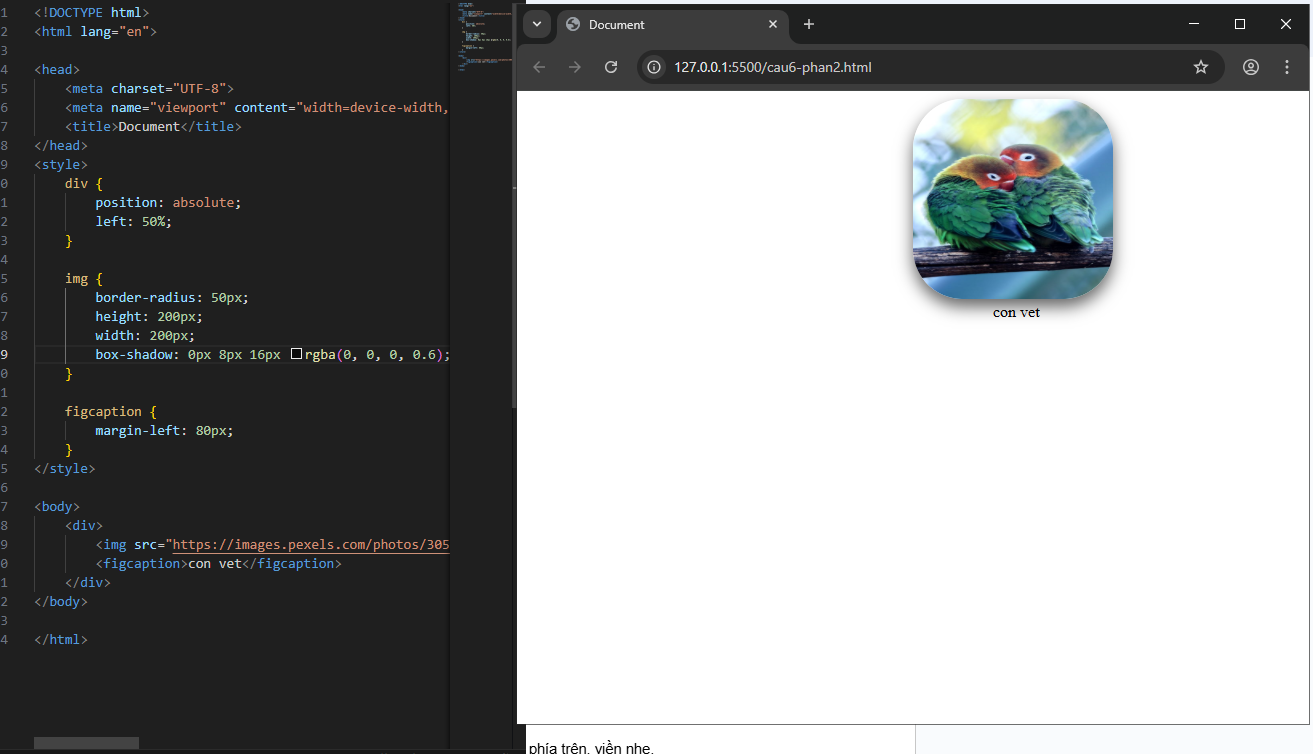 1 <!DOCTYPE html>
2 <html lang="en">
3
4 <head>
5 <meta charset="UTF-8">
6 <meta name="viewport" content="width=device-width,
7 <title>Document</title>
8 </head>
9 <style>
0 div {
1 position: absolute;
2 left: 50%;
3 }
4
5 img {
6 border-radius: 50px;
7 height: 200px;
8 width: 200px;
9 box-shadow: 0px 8px 16px rgba(0, 0, 0, 0.6);
0 }
1
2 figcaption {
3 margin-left: 80px;
4 }
5 </style>
6
7 <body>
8 <div>
9 <img src="https://images.pexels.com/photos/305
0 <figcaption>con vet</figcaption>
1 </div>
2 </body>
3
4 </html>
Document
127.0.0.1:5500/cau6-phan2.html
con vet
phía trên, viền nhẹ.